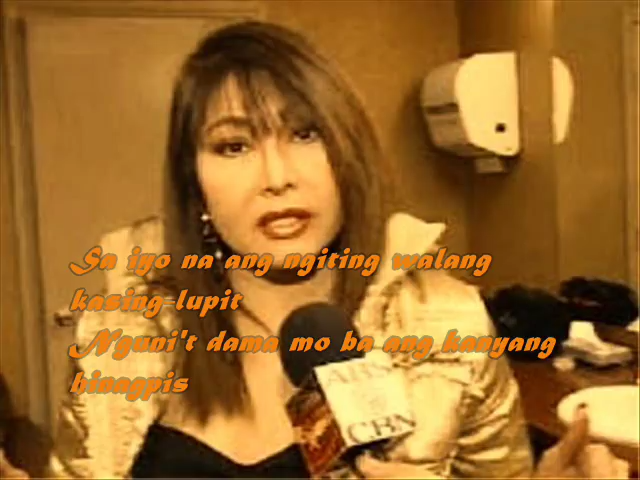 Sa iyo na ang ngiting walang
kasing-lupit
Nguni't dama mo ba ang kanyang
hinagpis
ABS
CBN